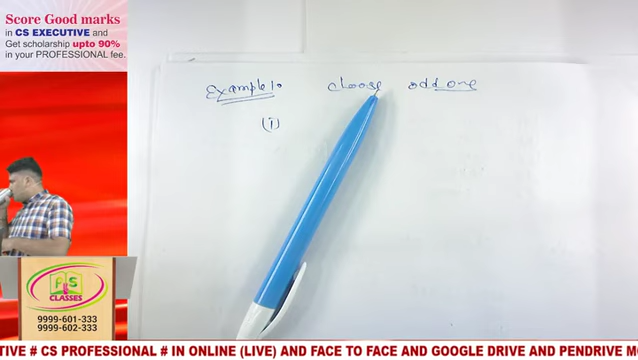 Score Good marks
in CS EXECUTIVE and
Get scholarship upto 90%
in your PROFESSIONAL fee.
Example 1: choose odd one
(i)
PS
CLASSES
9999-601-333
9999-602-333
TIVE # CS PROFESSIONAL # IN ONLINE (LIVE) AND FACE TO FACE AND GOOGLE DRIVE AND PENDRIVE M